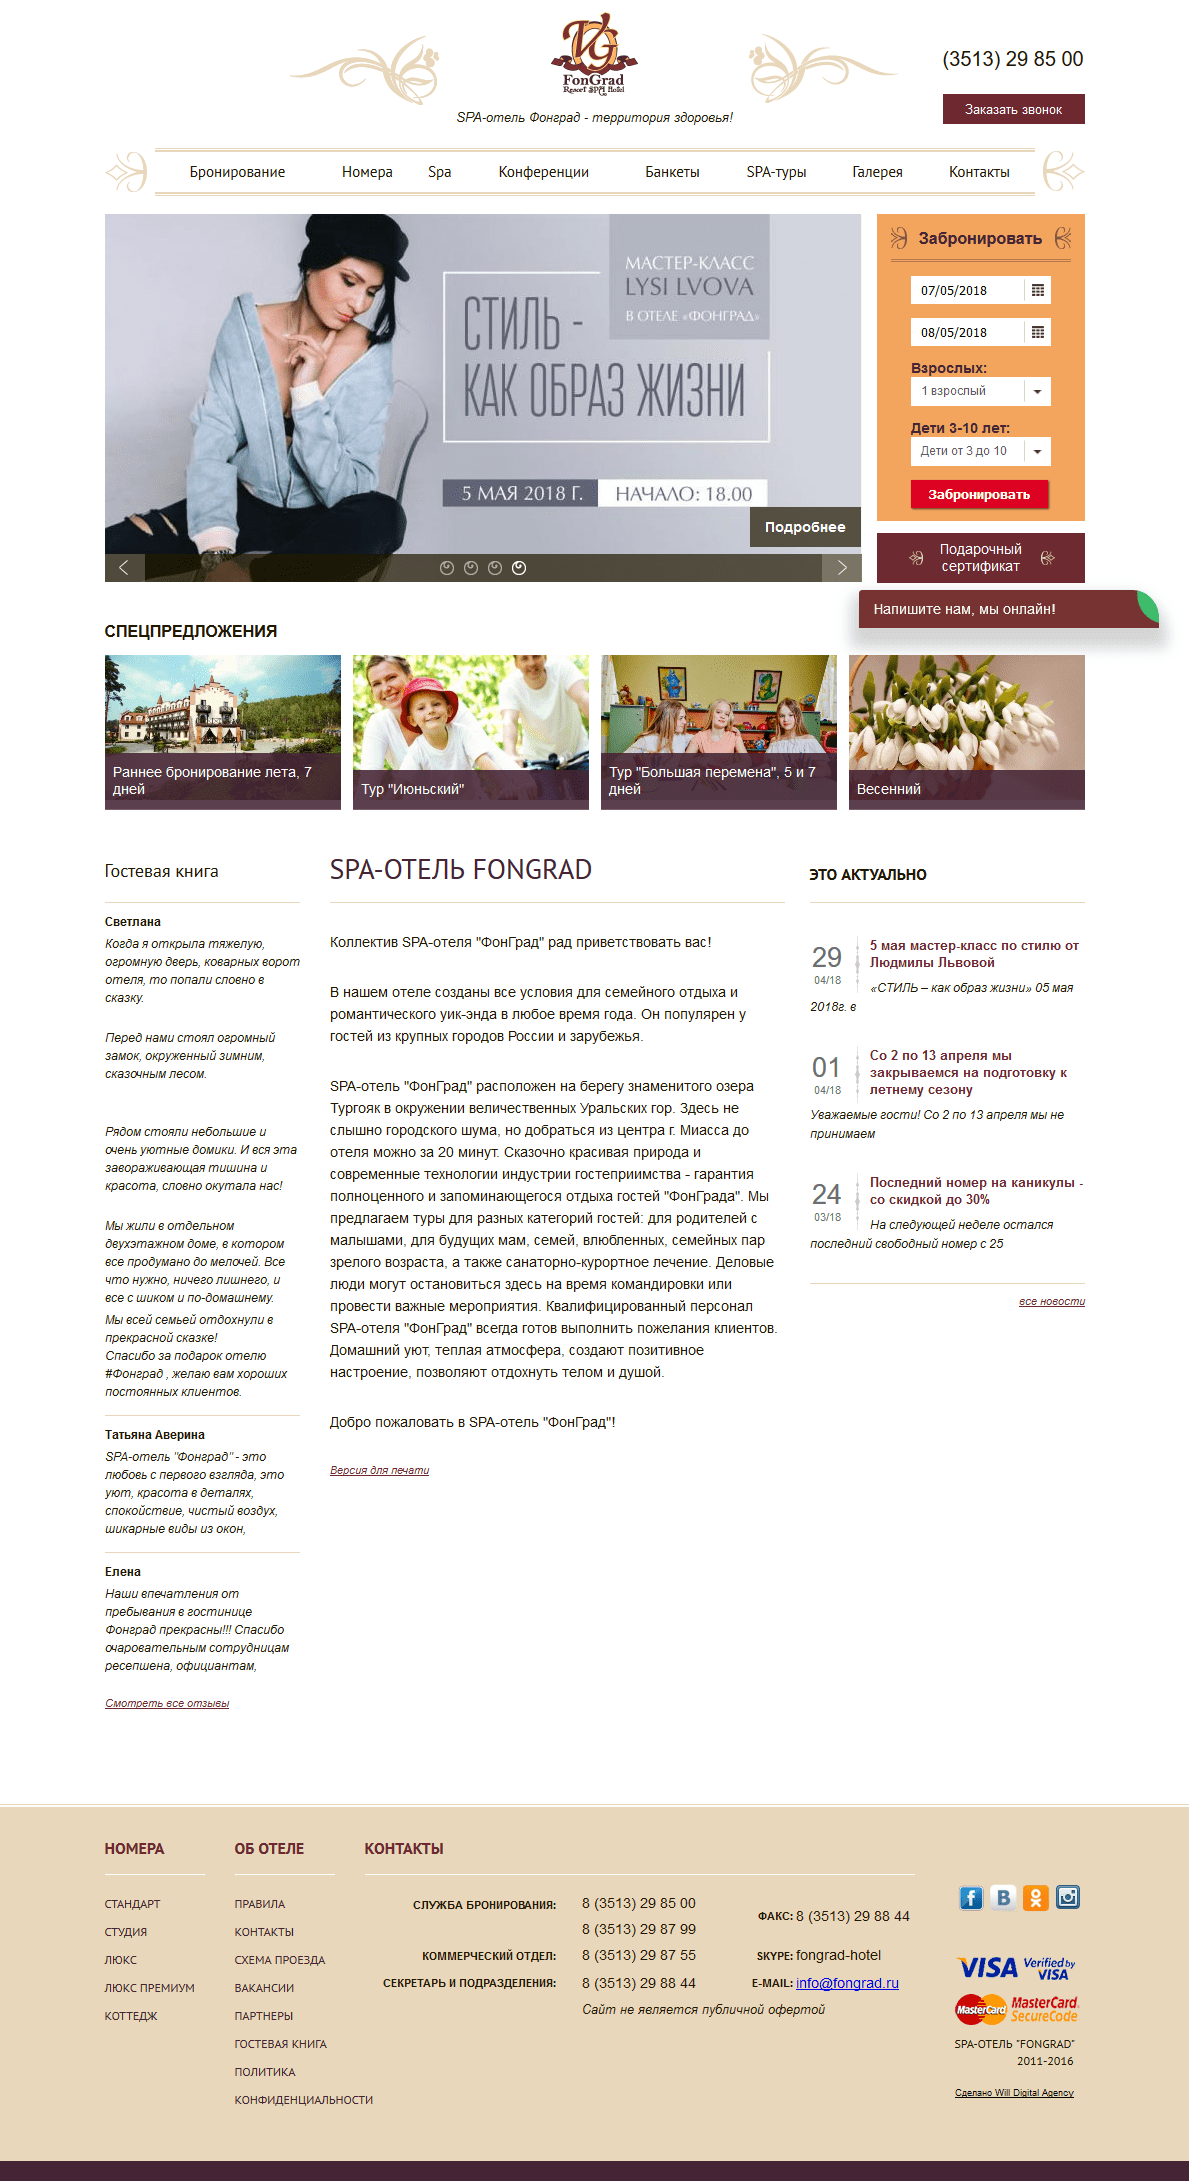 FonGrad
Resort SPA Hotel
SPA-отель Фонград - территория здоровья!
(3513) 29 85 00
Заказать звонок
Бронирование Номера Spa Конференции Банкеты SPA-туры Галерея Контакты
МАСТЕР-КЛАСС
LYSI LVOVA
В ОТЕЛЕ «ФОНГРАД»
СТИЛЬ -
КАК ОБРАЗ ЖИЗНИ
5 МАЯ 2018 Г. НАЧАЛО: 18.00
Подробнее
Забронировать
07/05/2018
08/05/2018
Взрослых:
1 взрослый
Дети 3-10 лет:
Дети от 3 до 10
Забронировать
Подарочный
сертификат
Напишите нам, мы онлайн!
СПЕЦПРЕДЛОЖЕНИЯ
Раннее бронирование лета, 7
дней
Тур "Июньский"
Тур "Большая перемена", 5 и 7
дней
Весенний
Гостевая книга
Светлана
Когда я открыла тяжелую,
огромную дверь, коварных ворот
отеля, то попали словно в
сказку.
Перед нами стоял огромный
замок, окруженный зимним,
сказочным лесом.
Рядом стояли небольшие и
очень уютные домики. И вся эта
завораживающая тишина и
красота, словно окутала нас!
Мы жили в отдельном
двухэтажном доме, в котором
все продумано до мелочей. Все
что нужно, ничего лишнего, и
все с шиком и по-домашнему.
Мы всей семьей отдохнули в
прекрасной сказке!
Спасибо за подарок отелю
#Фонград , желаю вам хороших
постоянных клиентов.
Татьяна Аверина
SPA-отель "Фонград" - это
любовь с первого взгляда, это
уют, красота в деталях,
спокойствие, чистый воздух,
шикарные виды из окон,
Елена
Наши впечатления от
пребывания в гостинице
Фонград прекрасны!!! Спасибо
очаровательным сотрудницам
ресепшена, официантам,
Смотреть все отзывы
SPA-ОТЕЛЬ FONGRAD
Коллектив SPA-отеля "ФонГрад" рад приветствовать вас!
В нашем отеле созданы все условия для семейного отдыха и
романтического уик-энда в любое время года. Он популярен у
гостей из крупных городов России и зарубежья.
SPA-отель "ФонГрад" расположен на берегу знаменитого озера
Тургояк в окружении величественных Уральских гор. Здесь не
слышно городского шума, но добраться из центра г. Миасса до
отеля можно за 20 минут. Сказочно красивая природа и
современные технологии индустрии гостеприимства - гарантия
полноценного и запоминающегося отдыха гостей "ФонГрада". Мы
предлагаем туры для разных категорий гостей: для родителей с
малышами, для будущих мам, семей, влюбленных, семейных пар
зрелого возраста, а также санаторно-курортное лечение. Деловые
люди могут остановиться здесь на время командировки или
провести важные мероприятия. Квалифицированный персонал
SPA-отеля "ФонГрад" всегда готов выполнить пожелания клиентов.
Домашний уют, теплая атмосфера, создают позитивное
настроение, позволяют отдохнуть телом и душой.
Добро пожаловать в SPA-отель "ФонГрад"!
Версия для печати
ЭТО АКТУАЛЬНО
29
04/18
5 мая мастер-класс по стилю от
Людмилы Львовой
«СТИЛЬ – как образ жизни» 05 мая
2018г. в
01
04/18
Со 2 по 13 апреля мы
закрываемся на подготовку к
летнему сезону
Уважаемые гости! Со 2 по 13 апреля мы не
принимаем
24
03/18
Последний номер на каникулы -
со скидкой до 30%
На следующей неделе остался
последний свободный номер с 25
все новости
НОМЕРА
СТАНДАРТ
СТУДИЯ
ЛЮКС
ЛЮКС ПРЕМИУМ
КОТТЕДЖ
ОБ ОТЕЛЕ
ПРАВИЛА
КОНТАКТЫ
СХЕМА ПРОЕЗДА
ВАКАНСИИ
ПАРТНЕРЫ
ГОСТЕВАЯ КНИГА
ПОЛИТИКА
КОНФИДЕНЦИАЛЬНОСТИ
КОНТАКТЫ
СЛУЖБА БРОНИРОВАНИЯ: 8 (3513) 29 85 00
8 (3513) 29 87 99
КОММЕРЧЕСКИЙ ОТДЕЛ: 8 (3513) 29 87 55
СЕКРЕТАРЬ И ПОДРАЗДЕЛЕНИЯ: 8 (3513) 29 88 44
ФАКС: 8 (3513) 29 88 44
SKYPE: fongrad-hotel
E-MAIL: info@fongrad.ru
Сайт не является публичной офертой
VISA Verified by
VISA
MasterCard MasterCard.
SecureCode
SPA-ОТЕЛЬ "FONGRAD"
2011-2016
Сделано Will Digital Agency